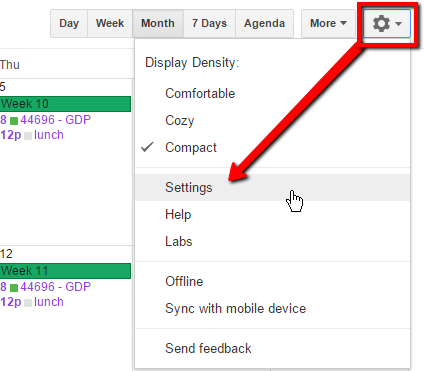 Day Week Month 7 Days Agenda More
Thu
Display Density:
5
Comfortable
Week 10
8 44696 - GDP
Cozy
12p lunch
Compact
Settings
Help
Labs
12
Week 11
Offline
8 44696 - GDP
12p lunch
Sync with mobile device
Send feedback